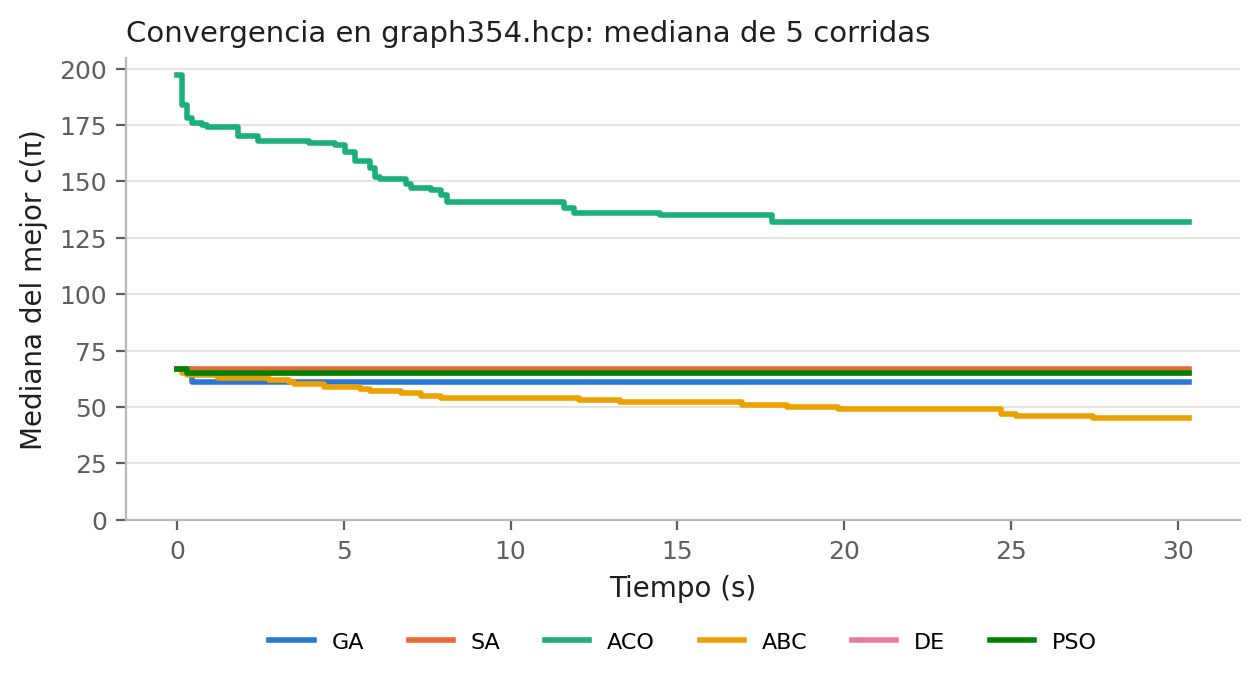 Convergencia en graph354.hcp: mediana de 5 corridas
Mediana del mejor c(π)
200
175
150
125
100
75
50
25
0
0 5 10 15 20 25 30
Tiempo (s)
GA SA ACO ABC DE PSO